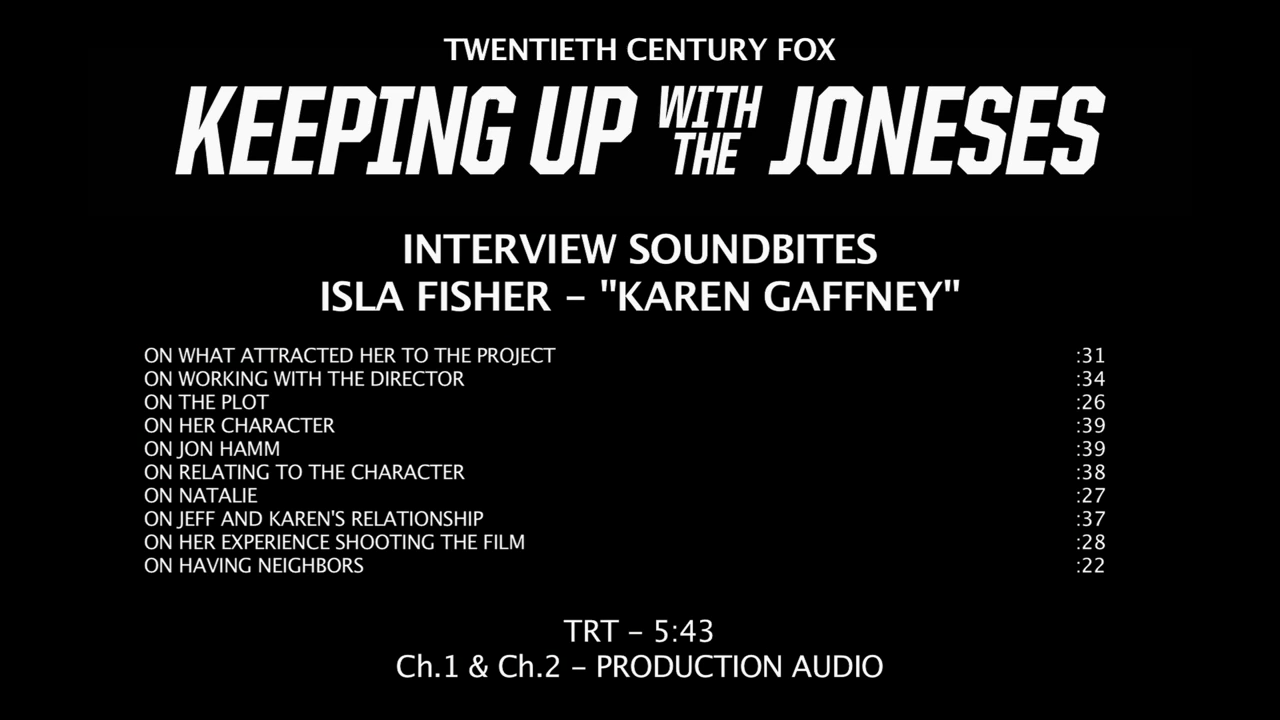 TWENTIETH CENTURY FOX
KEEPING UP WITH THE JONESES
INTERVIEW SOUNDBITES
ISLA FISHER – "KAREN GAFFNEY"
ON WHAT ATTRACTED HER TO THE PROJECT :31
ON WORKING WITH THE DIRECTOR :34
ON THE PLOT :26
ON HER CHARACTER :39
ON JON HAMM :39
ON RELATING TO THE CHARACTER :38
ON NATALIE :27
ON JEFF AND KAREN'S RELATIONSHIP :37
ON HER EXPERIENCE SHOOTING THE FILM :28
ON HAVING NEIGHBORS :22
TRT – 5:43
Ch.1 & Ch.2 – PRODUCTION AUDIO